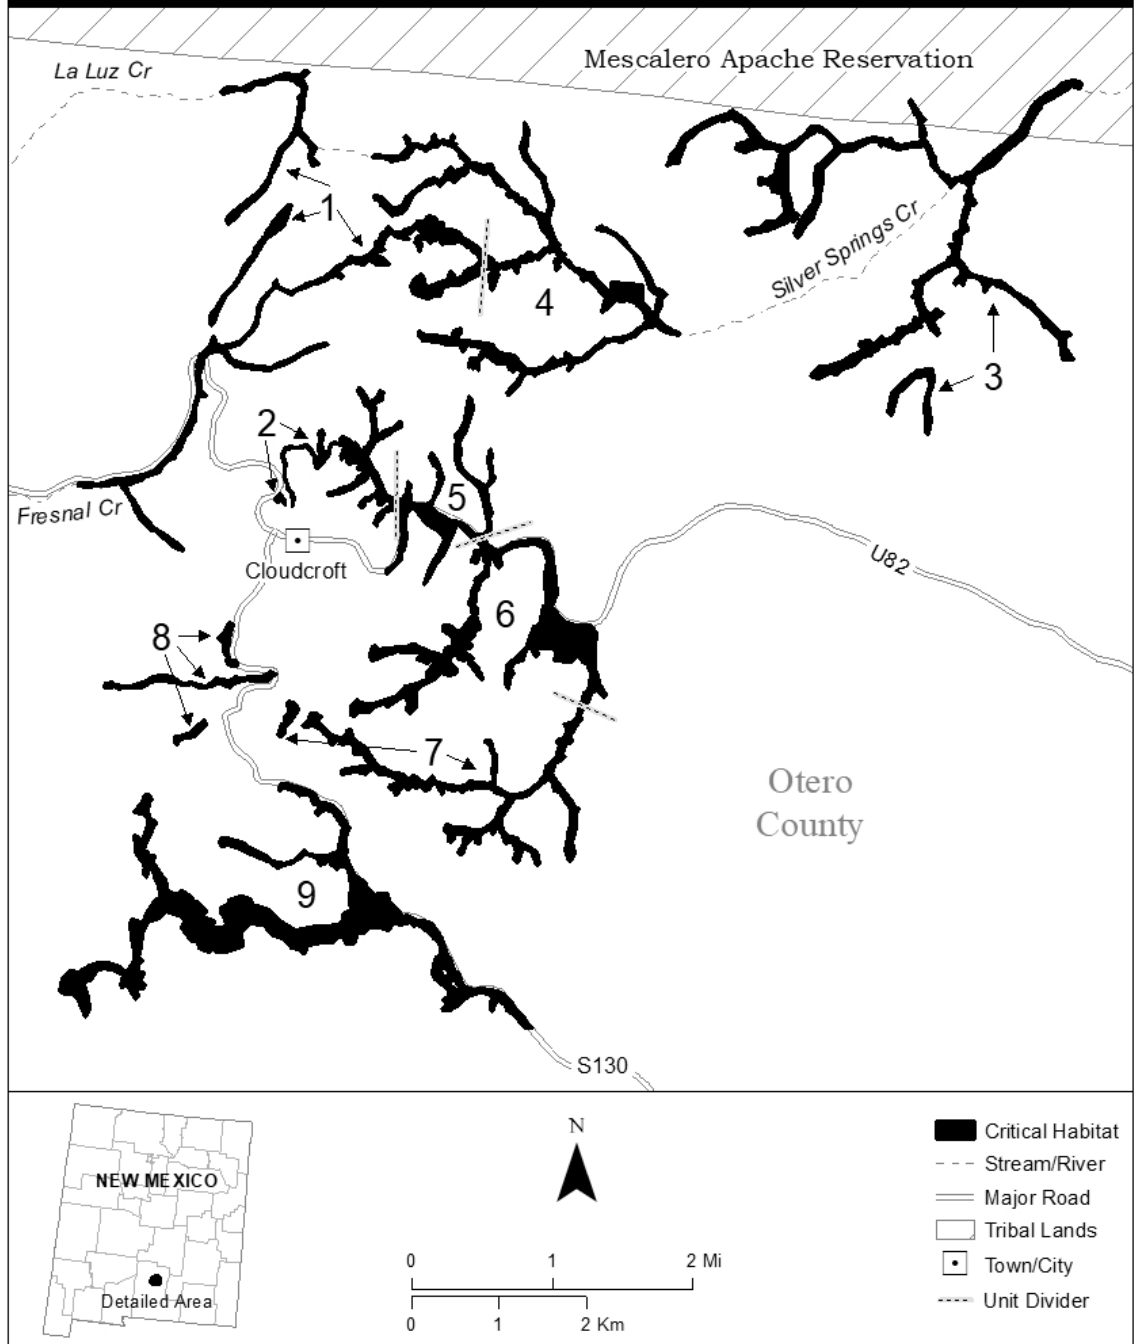 Mescalero Apache Reservation
La Luz Cr
1
Silver Springs Cr
4
3
2
5
Fresnal Cr
Cloudcroft
U82
6
8
7
Otero
County
9
S130
NEW MEXICO
Detailed Area
N
0 1 2 Mi
0 1 2 Km
Critical Habitat
Stream/River
Major Road
Tribal Lands
Town/City
Unit Divider